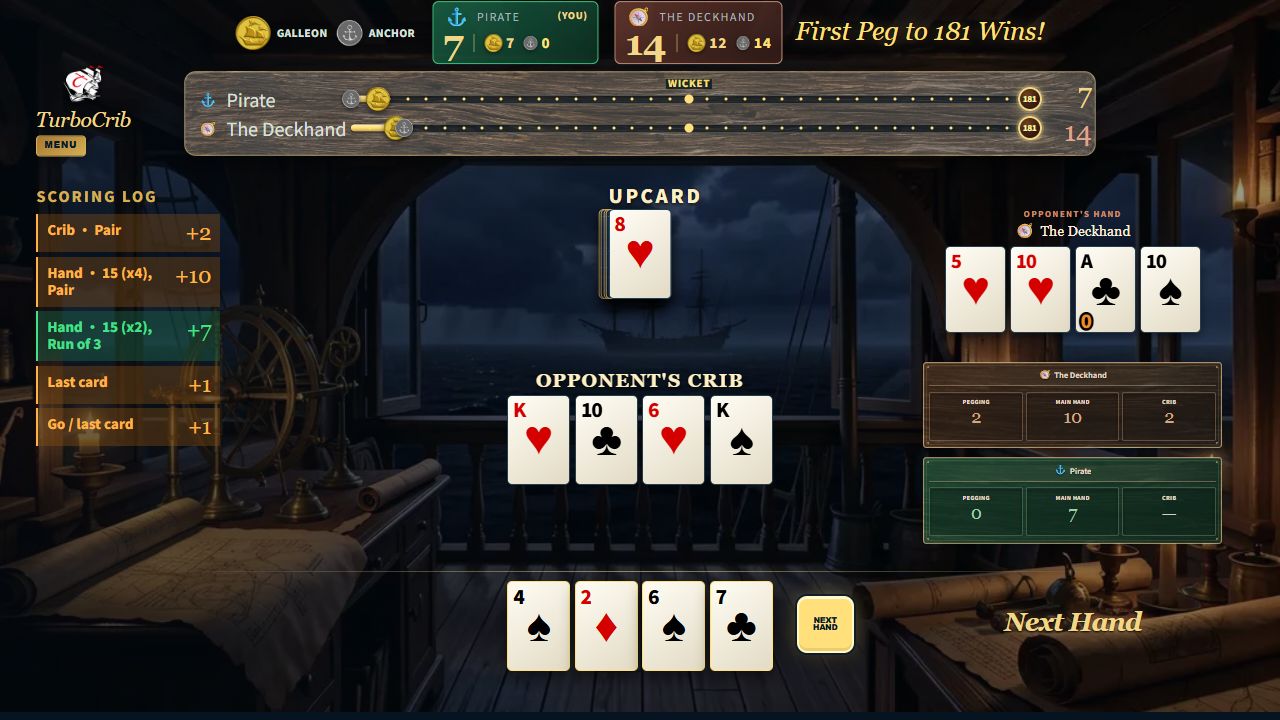 GALLEON
ANCHOR
PIRATE
(YOU)
7
7
0
THE DECKHAND
14
12
14
First Peg to 181 Wins!
TurboCrib
MENU
WICKET
Pirate
181
7
The Deckhand
181
14
SCORING LOG
Crib • Pair
+2
Hand • 15 (x4),
Pair
+10
Hand • 15 (x2),
Run of 3
+7
Last card
+1
Go / last card
+1
UPCARD
8
OPPONENT'S CRIB
K
10
6
K
OPPONENT'S HAND
The Deckhand
5
10
A
0
10
The Deckhand
PEGGING
MAIN HAND
CRIB
2
10
2
Pirate
PEGGING
MAIN HAND
CRIB
0
7
—
4
2
6
7
NEXT
HAND
Next Hand